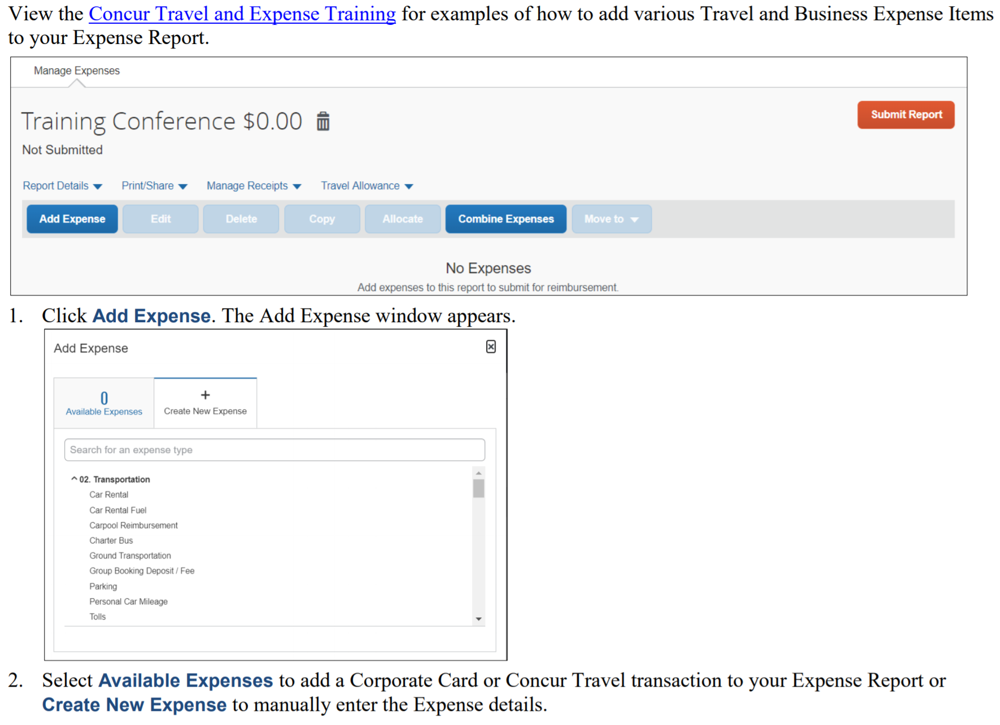 View the Concur Travel and Expense Training for examples of how to add various Travel and Business Expense Items
to your Expense Report.
Manage Expenses
Training Conference $0.00
Submit Report
Not Submitted
Report Details Print/Share Manage Receipts Travel Allowance
Add Expense Edit Delete Copy Allocate Combine Expenses Move to
No Expenses
Add expenses to this report to submit for reimbursement.
1. Click Add Expense. The Add Expense window appears.
Add Expense
0 +
Available Expenses Create New Expense
Search for an expense type
02. Transportation
Car Rental
Car Rental Fuel
Carpool Reimbursement
Charter Bus
Ground Transportation
Group Booking Deposit / Fee
Parking
Personal Car Mileage
Tolls
2. Select Available Expenses to add a Corporate Card or Concur Travel transaction to your Expense Report or
Create New Expense to manually enter the Expense details.